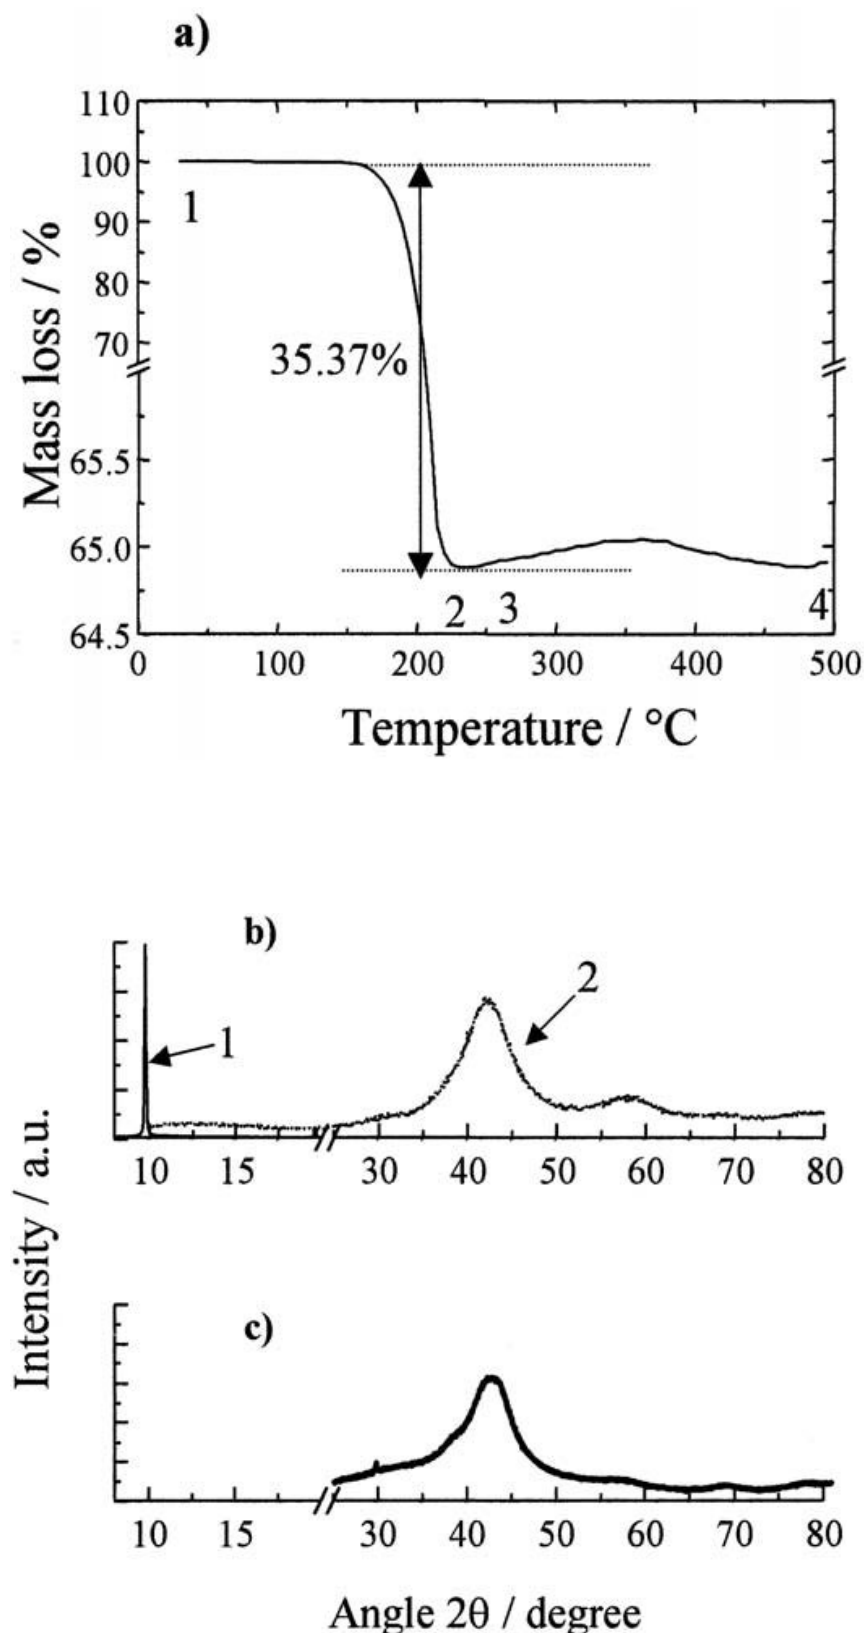 a)
110
100
1
90
80
70
35.37%
65.5
65.0
2 3 4
64.5
0 100 200 300 400 500
Mass loss / %
Temperature / °C
b)
2
1
10 15 30 40 50 60 70 80
Intensity / a.u.
c)
10 15 30 40 50 60 70 80
Angle 2θ / degree